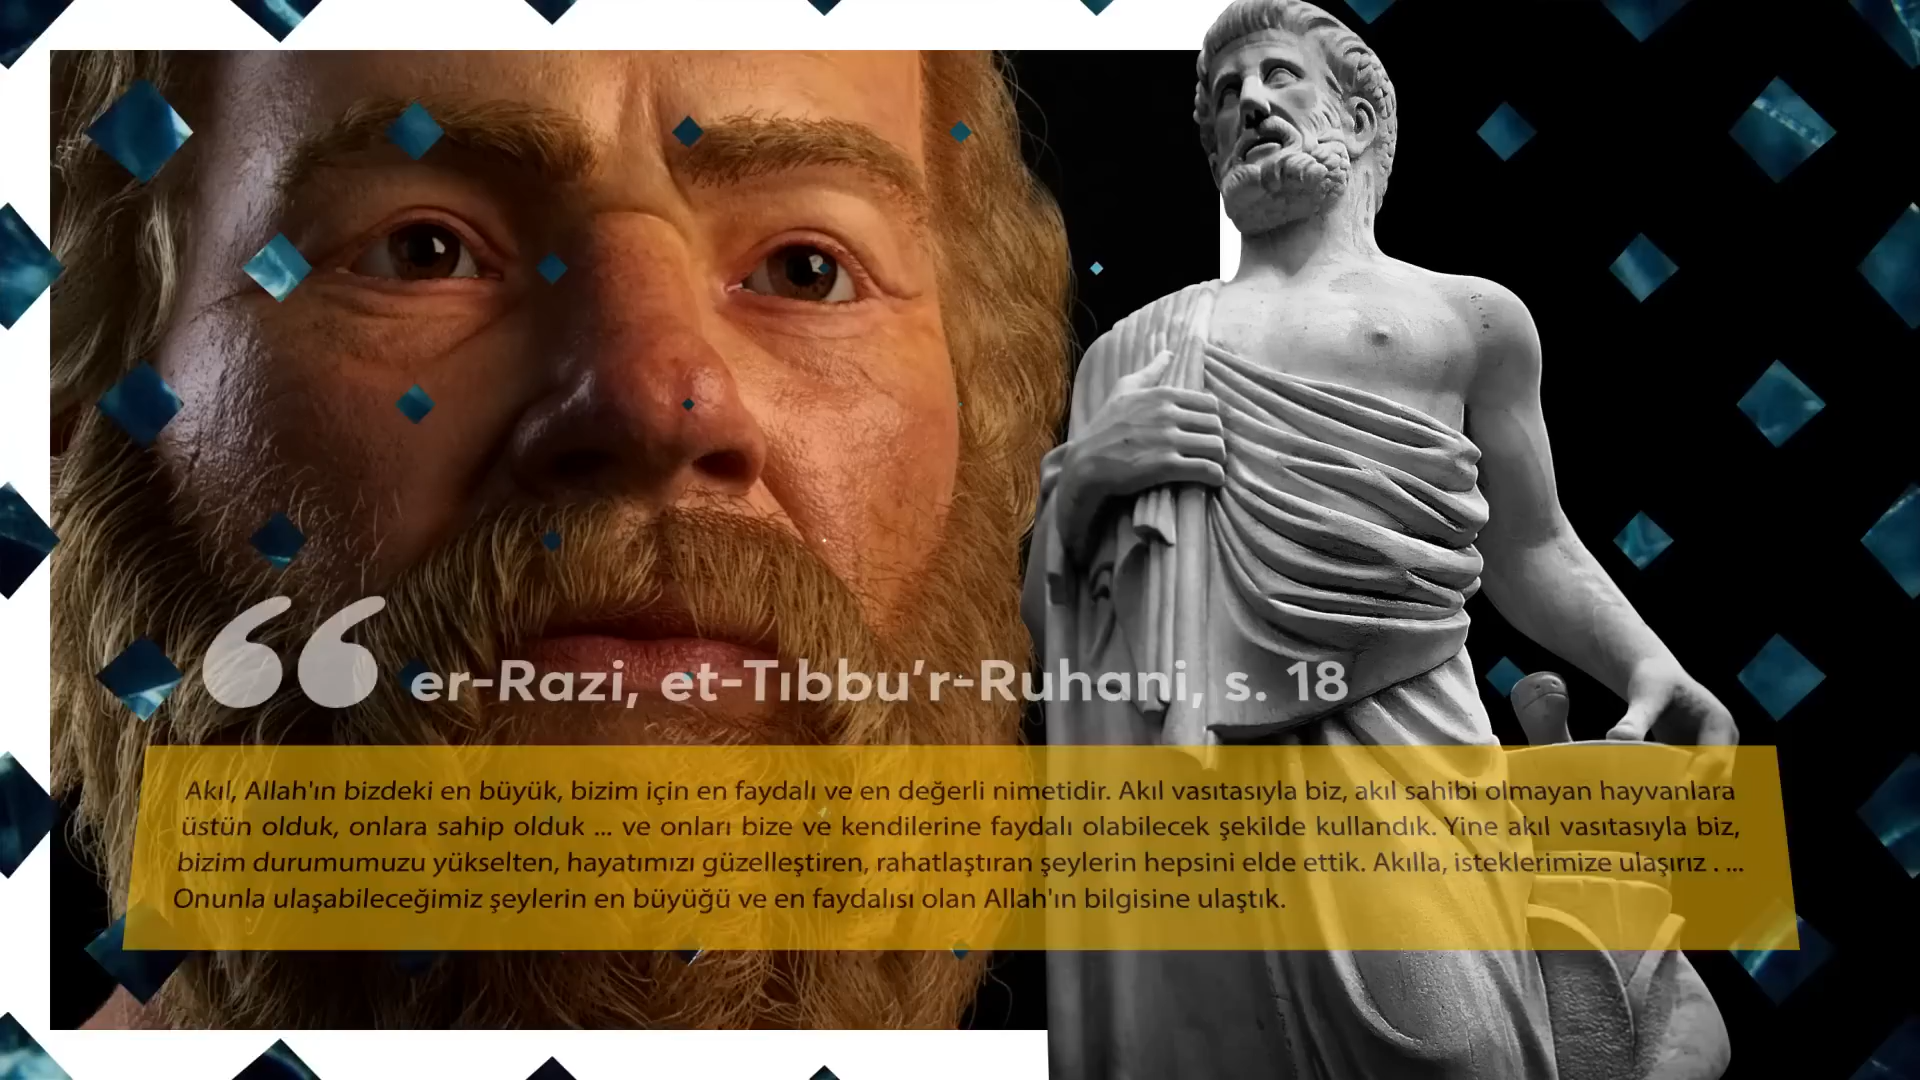 “ er-Razi, et-Tıbbu’r-Ruhani, s. 18
Akıl, Allah'ın bizdeki en büyük, bizim için en faydalı ve en değerli nimetidir. Akıl vasıtasıyla biz, akıl sahibi olmayan hayvanlara
üstün olduk, onlara sahip olduk ... ve onları bize ve kendilerine faydalı olabilecek şekilde kullandık. Yine akıl vasıtasıyla biz,
bizim durumumuzu yükselten, hayatımızı güzelleştiren, rahatlaştıran şeylerin hepsini elde ettik. Akılla, isteklerimize ulaşırız . ...
Onunla ulaşabileceğimiz şeylerin en büyüğü ve en faydalısı olan Allah'ın bilgisine ulaştık.